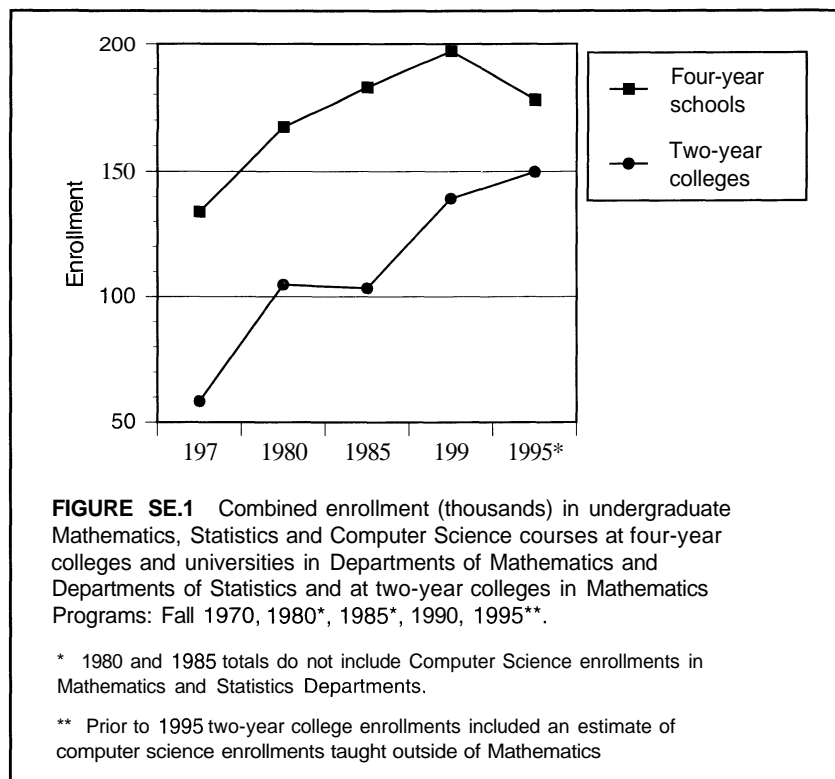 200
150
100
50
Enrollment
197
1980
1985
199
1995*
Four-year
schools
Two-year
colleges
FIGURE SE.1 Combined enrollment (thousands) in undergraduate
Mathematics, Statistics and Computer Science courses at four-year
colleges and universities in Departments of Mathematics and
Departments of Statistics and at two-year colleges in Mathematics
Programs: Fall 1970, 1980*, 1985*, 1990, 1995**.
* 1980 and 1985 totals do not include Computer Science enrollments in
Mathematics and Statistics Departments.
** Prior to 1995 two-year college enrollments included an estimate of
computer science enrollments taught outside of Mathematics